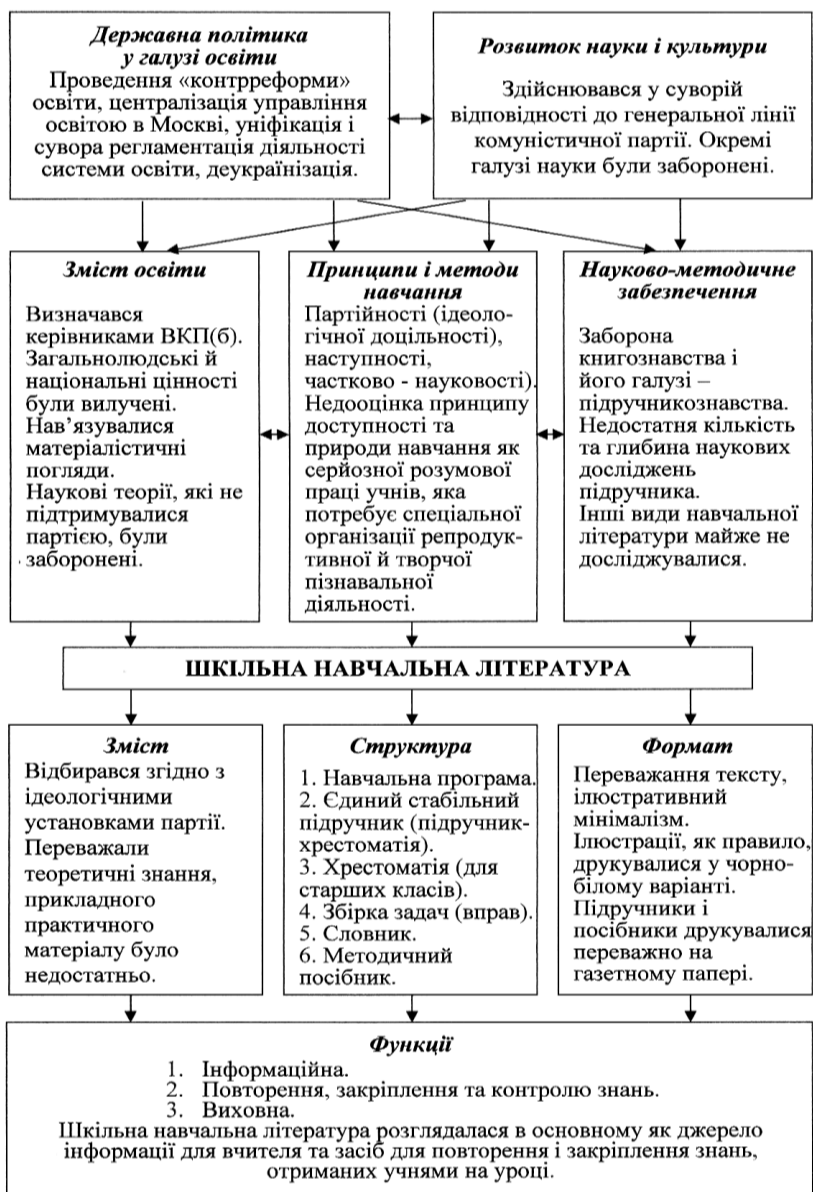 Державна політика
у галузі освіти
Проведення «контрреформи»
освіти, централізація управління
освітою в Москві, уніфікація і
сувора регламентація діяльності
системи освіти, деукраїнізація.
Розвиток науки і культури
Здійснювався у суворій
відповідності до генеральної лінії
комуністичної партії. Окремі
галузі науки були заборонені.
Зміст освіти
Визначався
керівниками ВКП(б).
Загальнолюдські й
національні цінності
були вилучені.
Нав’язувалися
матеріалістичні
погляди.
Наукові теорії, які не
підтримувалися
партією, були
заборонені.
Принципи і методи
навчання
Партійності (ідеоло-
гічної доцільності),
наступності,
частково - науковості).
Недооцінка принципу
доступності та
природи навчання як
серйозної розумової
праці учнів, яка
потребує спеціальної
організації репродук-
тивної й творчої
пізнавальної
діяльності.
Науково-методичне
забезпечення
Заборона
книгознавства і
його галузі –
підручникознавства.
Недостатня кількість
та глибина наукових
досліджень
підручника.
Інші види навчальної
літератури майже не
досліджувалися.
ШКІЛЬНА НАВЧАЛЬНА ЛІТЕРАТУРА
Зміст
Відбирався згідно з
ідеологічними
установками партії.
Переважали
теоретичні знання,
прикладного
практичного
матеріалу було
недостатньо.
Структура
1. Навчальна програма.
2. Єдиний стабільний
підручник (підручник-
хрестоматія).
3. Хрестоматія (для
старших класів).
4. Збірка задач (вправ).
5. Словник.
6. Методичний
посібник.
Формат
Переважання тексту,
ілюстративний
мінімалізм.
Ілюстрації, як правило,
друкувалися у чорно-
білому варіанті.
Підручники і
посібники друкувалися
переважно на
газетному папері.
Функції
1. Інформаційна.
2. Повторення, закріплення та контролю знань.
3. Виховна.
Шкільна навчальна література розглядалася в основному як джерело
інформації для вчителя та засіб для повторення і закріплення знань,
отриманих учнями на уроці.